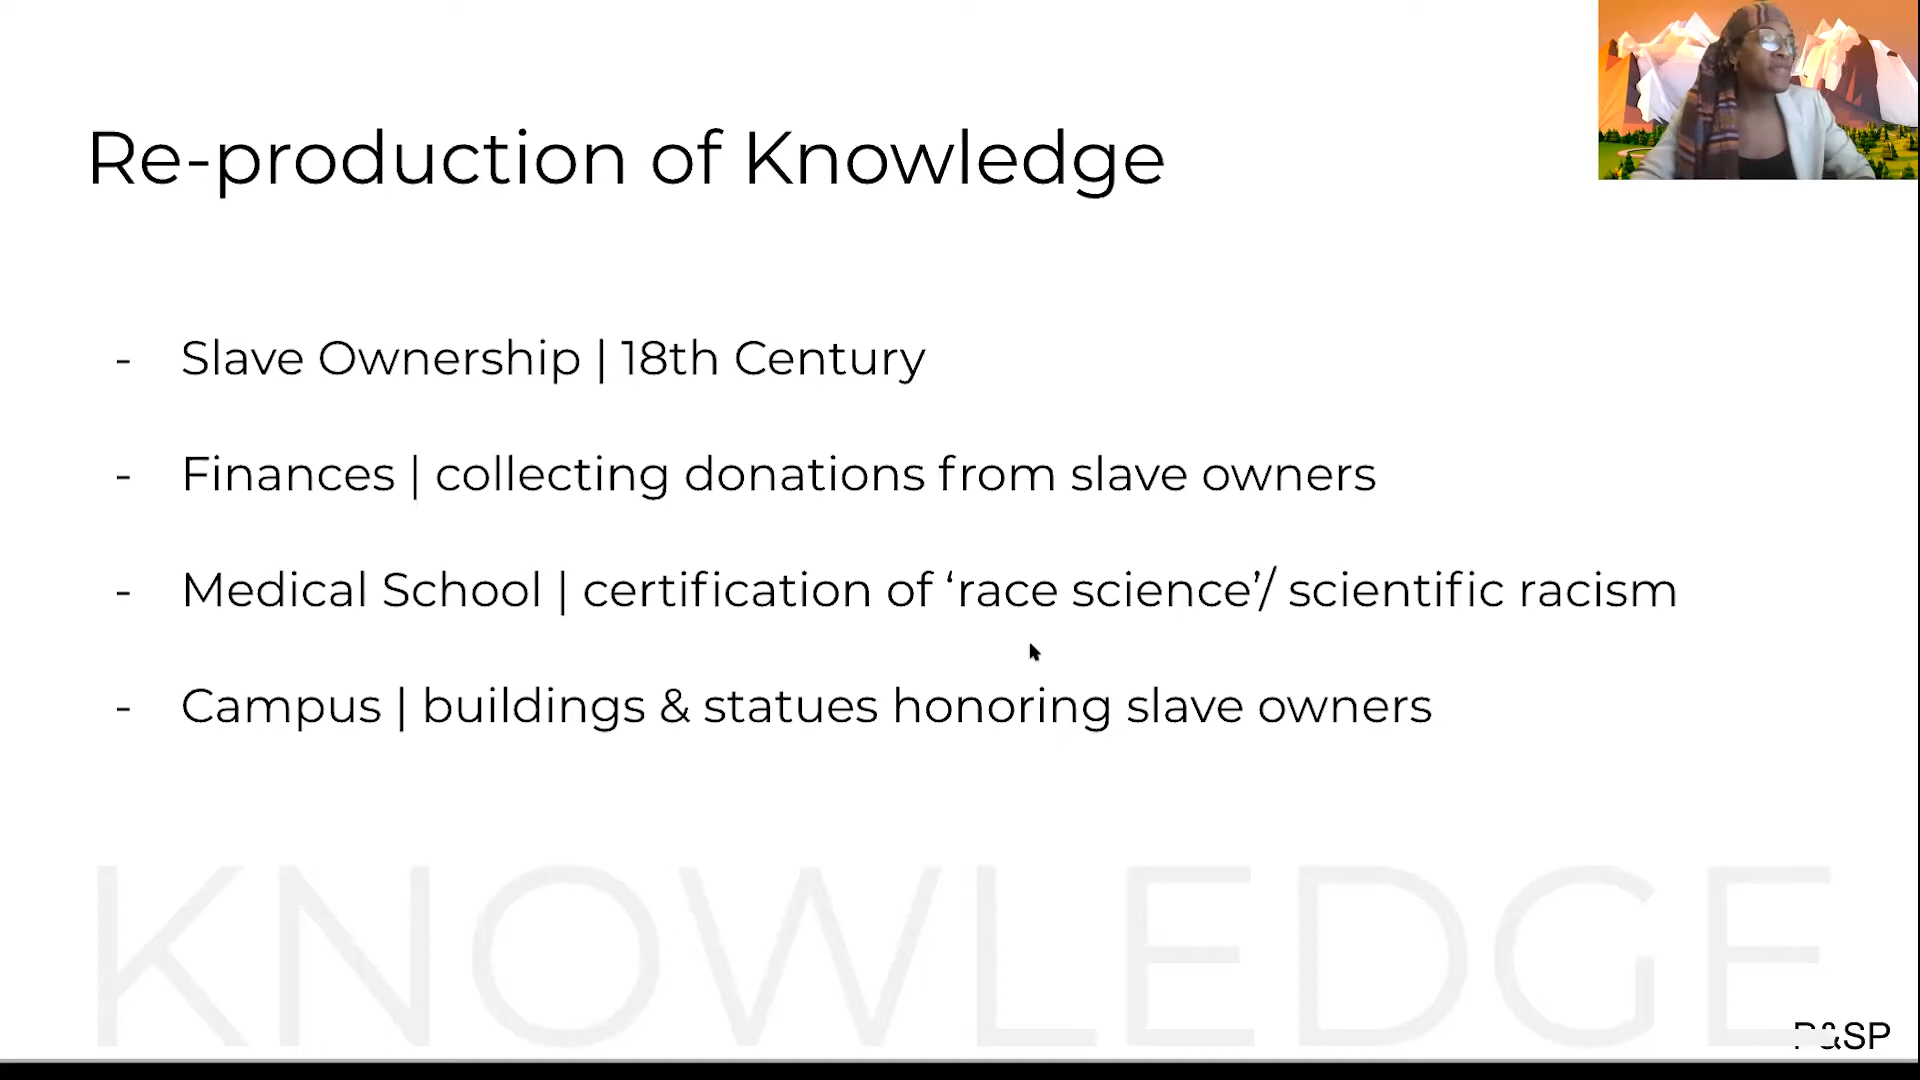 Re-production of Knowledge
- Slave Ownership | 18th Century
- Finances | collecting donations from slave owners
- Medical School | certification of ‘race science’/ scientific racism
- Campus | buildings & statues honoring slave owners
KNOWLEDGE
P&SP